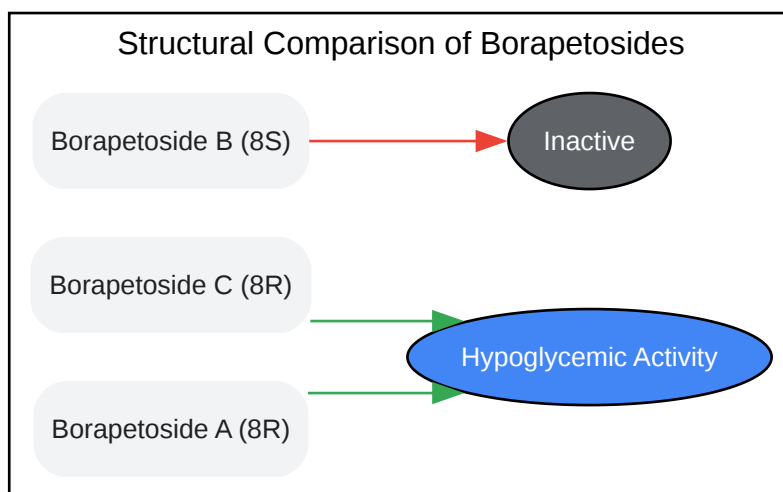 Structural Comparison of Borapetosides
Borapetoside B (8S)
Inactive
Borapetoside C (8R)
Hypoglycemic Activity
Borapetoside A (8R)